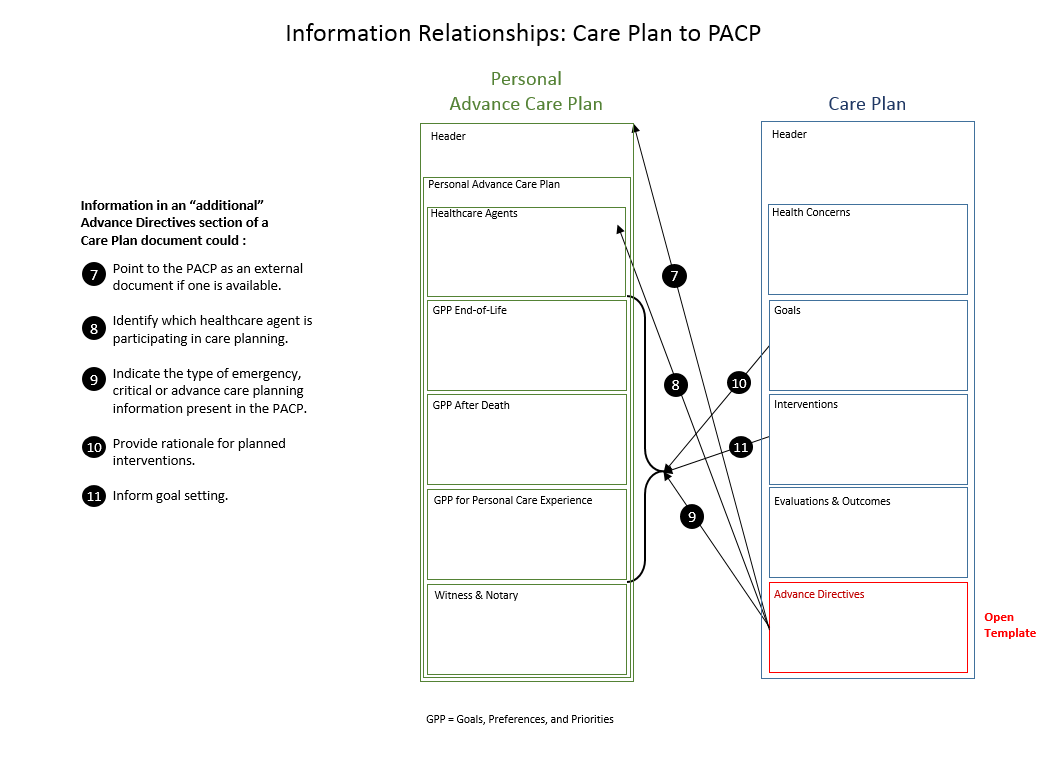 Information Relationships: Care Plan to PACP
Personal
Advance Care Plan
Care Plan
Information in an “additional”
Advance Directives section of a
Care Plan document could :
7 Point to the PACP as an external
document if one is available.
8 Identify which healthcare agent is
participating in care planning.
9 Indicate the type of emergency,
critical or advance care planning
information present in the PACP.
10 Provide rationale for planned
interventions.
11 Inform goal setting.
Header
Personal Advance Care Plan
Healthcare Agents
GPP End-of-Life
GPP After Death
GPP for Personal Care Experience
Witness & Notary
7
8
10
11
9
Header
Health Concerns
Goals
Interventions
Evaluations & Outcomes
Advance Directives
Open
Template
GPP = Goals, Preferences, and Priorities